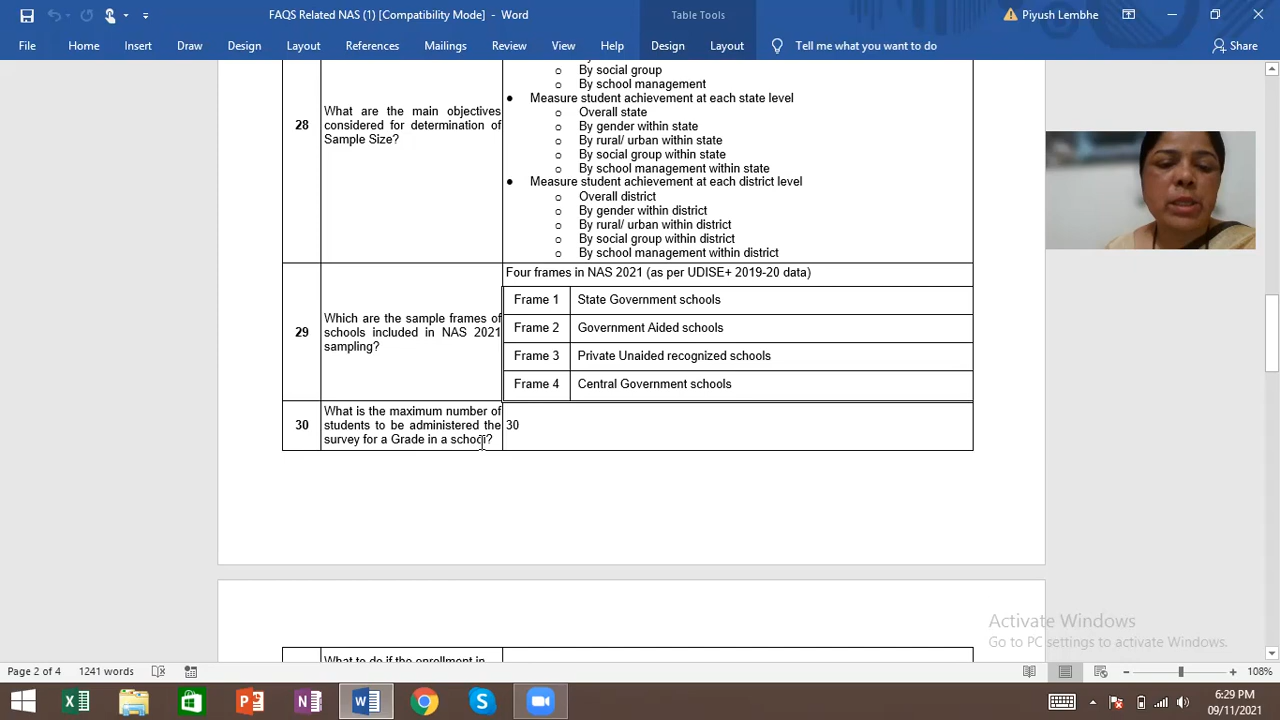 FAQS Related NAS (1) [Compatibility Mode] - Word
Table Tools
Piyush Lembhe
File Home Insert Draw Design Layout References Mailings Review View Help Design Layout Tell me what you want to do Share
28
What are the main objectives
considered for determination of
Sample Size?
o By social group
o By school management
● Measure student achievement at each state level
o Overall state
o By gender within state
o By rural/ urban within state
o By social group within state
o By school management within state
● Measure student achievement at each district level
o Overall district
o By gender within district
o By rural/ urban within district
o By social group within district
o By school management within district
29
Which are the sample frames of
schools included in NAS 2021
sampling?
Four frames in NAS 2021 (as per UDISE+ 2019-20 data)
Frame 1 State Government schools
Frame 2 Government Aided schools
Frame 3 Private Unaided recognized schools
Frame 4 Central Government schools
30
What is the maximum number of
students to be administered the
survey for a Grade in a school?
30
What to do if the enrollment in
Activate Windows
Go to PC settings to activate Windows.
Page 2 of 4 1241 words 108%
6:29 PM
09/11/2021